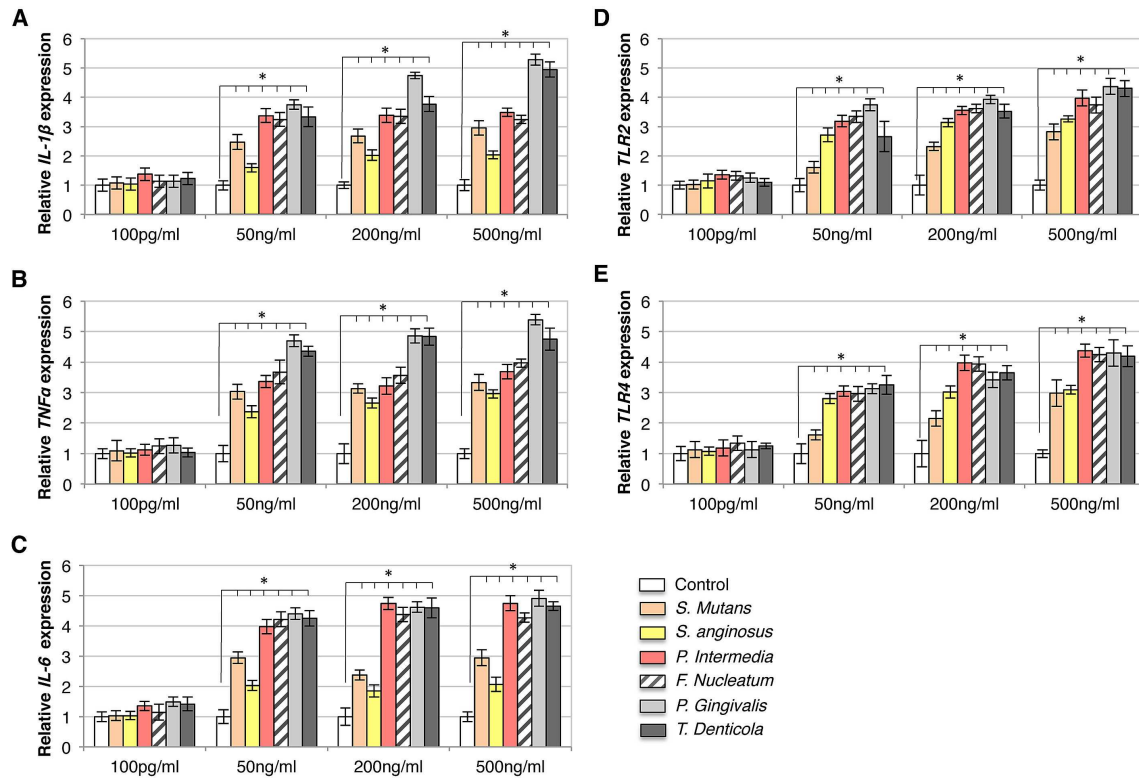 A
Relative IL-1β expression
6
5
4
3
2
1
0
*
*
*
100pg/ml
50ng/ml
200ng/ml
500ng/ml
B
Relative TNFα expression
6
5
4
3
2
1
0
*
*
*
100pg/ml
50ng/ml
200ng/ml
500ng/ml
C
Relative IL-6 expression
6
5
4
3
2
1
0
*
*
*
100pg/ml
50ng/ml
200ng/ml
500ng/ml
D
Relative TLR2 expression
6
5
4
3
2
1
0
*
*
*
100pg/ml
50ng/ml
200ng/ml
500ng/ml
E
Relative TLR4 expression
6
5
4
3
2
1
0
*
*
*
100pg/ml
50ng/ml
200ng/ml
500ng/ml
Control
S. Mutans
S. anginosus
P. Intermedia
F. Nucleatum
P. Gingivalis
T. Denticola